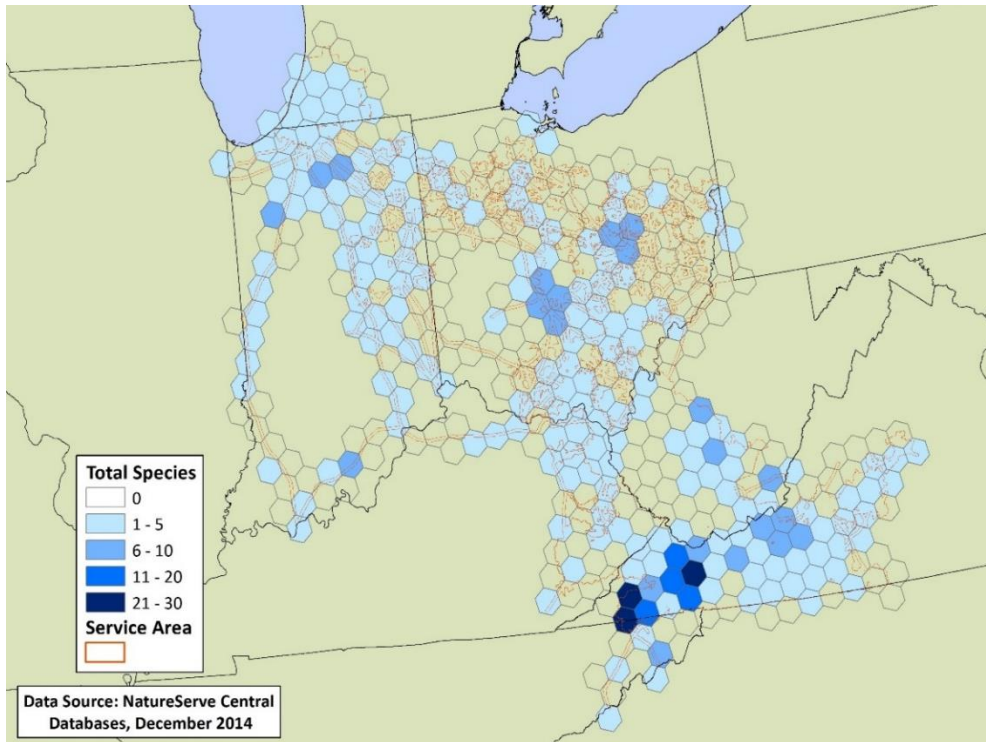 Total Species
0
1 - 5
6 - 10
11 - 20
21 - 30
Service Area
Data Source: NatureServe Central
Databases, December 2014